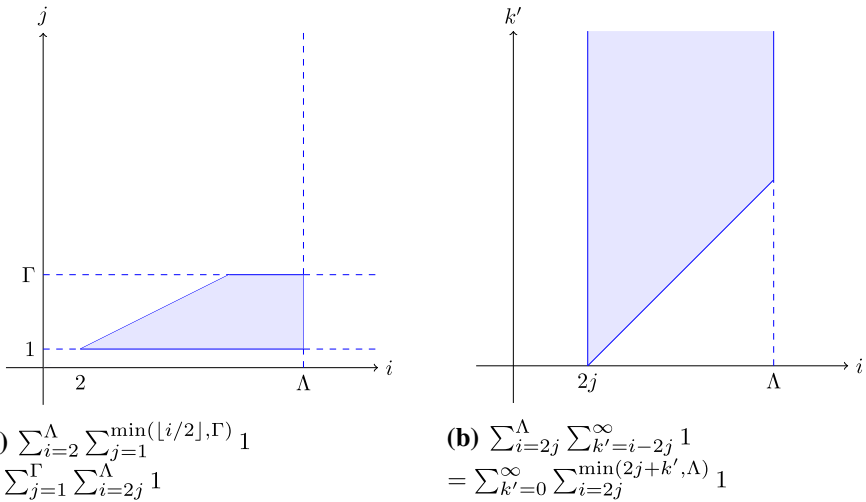 j
Γ
1
2
Λ
i
k′
2j
Λ
i
) ∑_{i=2}^{Λ} ∑_{j=1}^{min(⌊i/2⌋,Γ)} 1
∑_{j=1}^{Γ} ∑_{i=2j}^{Λ} 1
(b) ∑_{i=2j}^{Λ} ∑_{k′=i−2j}^{∞} 1
= ∑_{k′=0}^{∞} ∑_{i=2j}^{min(2j+k′,Λ)} 1